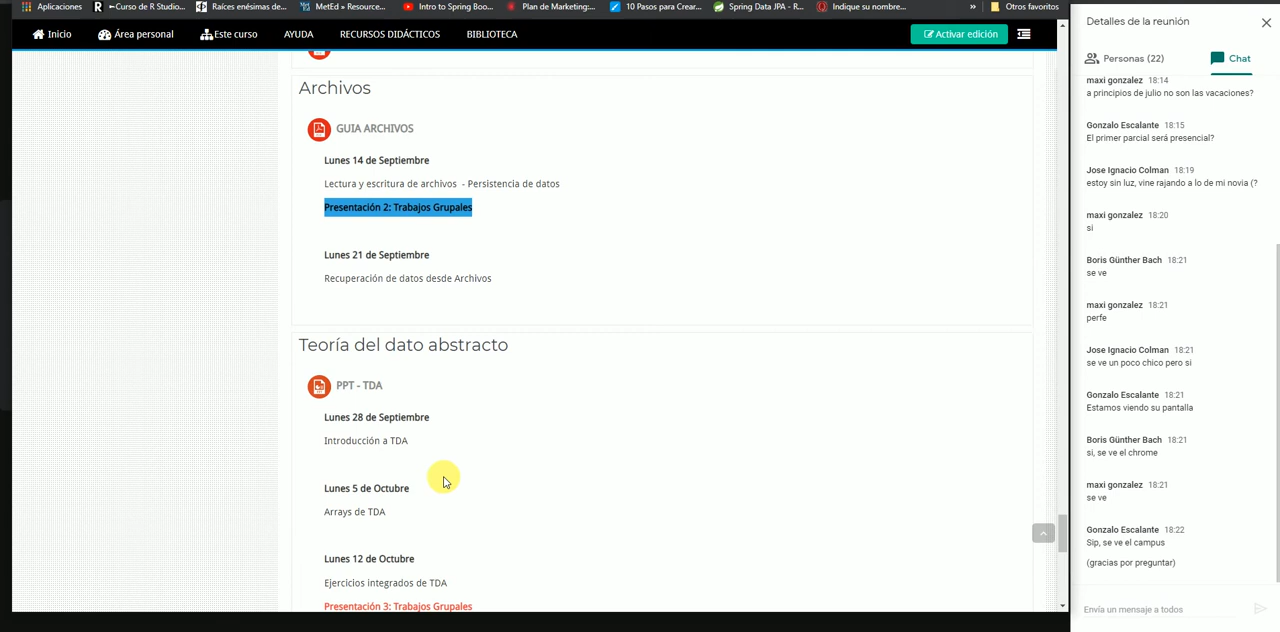 Aplicaciones
R
←Curso de R Studio...
Raíces enésimas de...
MetEd » Resource...
Intro to Spring Boo...
Plan de Marketing:...
10 Pasos para Crear...
Spring Data JPA - R...
Indique su nombre...
»
Otros favoritos
Inicio
Área personal
Este curso
AYUDA
RECURSOS DIDÁCTICOS
BIBLIOTECA
Activar edición
Archivos
GUIA ARCHIVOS
Lunes 14 de Septiembre
Lectura y escritura de archivos - Persistencia de datos
Presentación 2: Trabajos Grupales
Lunes 21 de Septiembre
Recuperación de datos desde Archivos
Teoría del dato abstracto
PPT - TDA
Lunes 28 de Septiembre
Introducción a TDA
Lunes 5 de Octubre
Arrays de TDA
Lunes 12 de Octubre
Ejercicios integrados de TDA
Presentación 3: Trabajos Grupales
Detalles de la reunión
Personas (22)
Chat
maxi gonzalez 18:14
a principios de julio no son las vacaciones?
Gonzalo Escalante 18:15
El primer parcial será presencial?
Jose Ignacio Colman 18:19
estoy sin luz, vine rajando a lo de mi novia (?
maxi gonzalez 18:20
si
Boris Günther Bach 18:21
se ve
maxi gonzalez 18:21
perfe
Jose Ignacio Colman 18:21
se ve un poco chico pero si
Gonzalo Escalante 18:21
Estamos viendo su pantalla
Boris Günther Bach 18:21
si, se ve el chrome
maxi gonzalez 18:21
se ve
Gonzalo Escalante 18:22
Sip, se ve el campus
(gracias por preguntar)
Envía un mensaje a todos